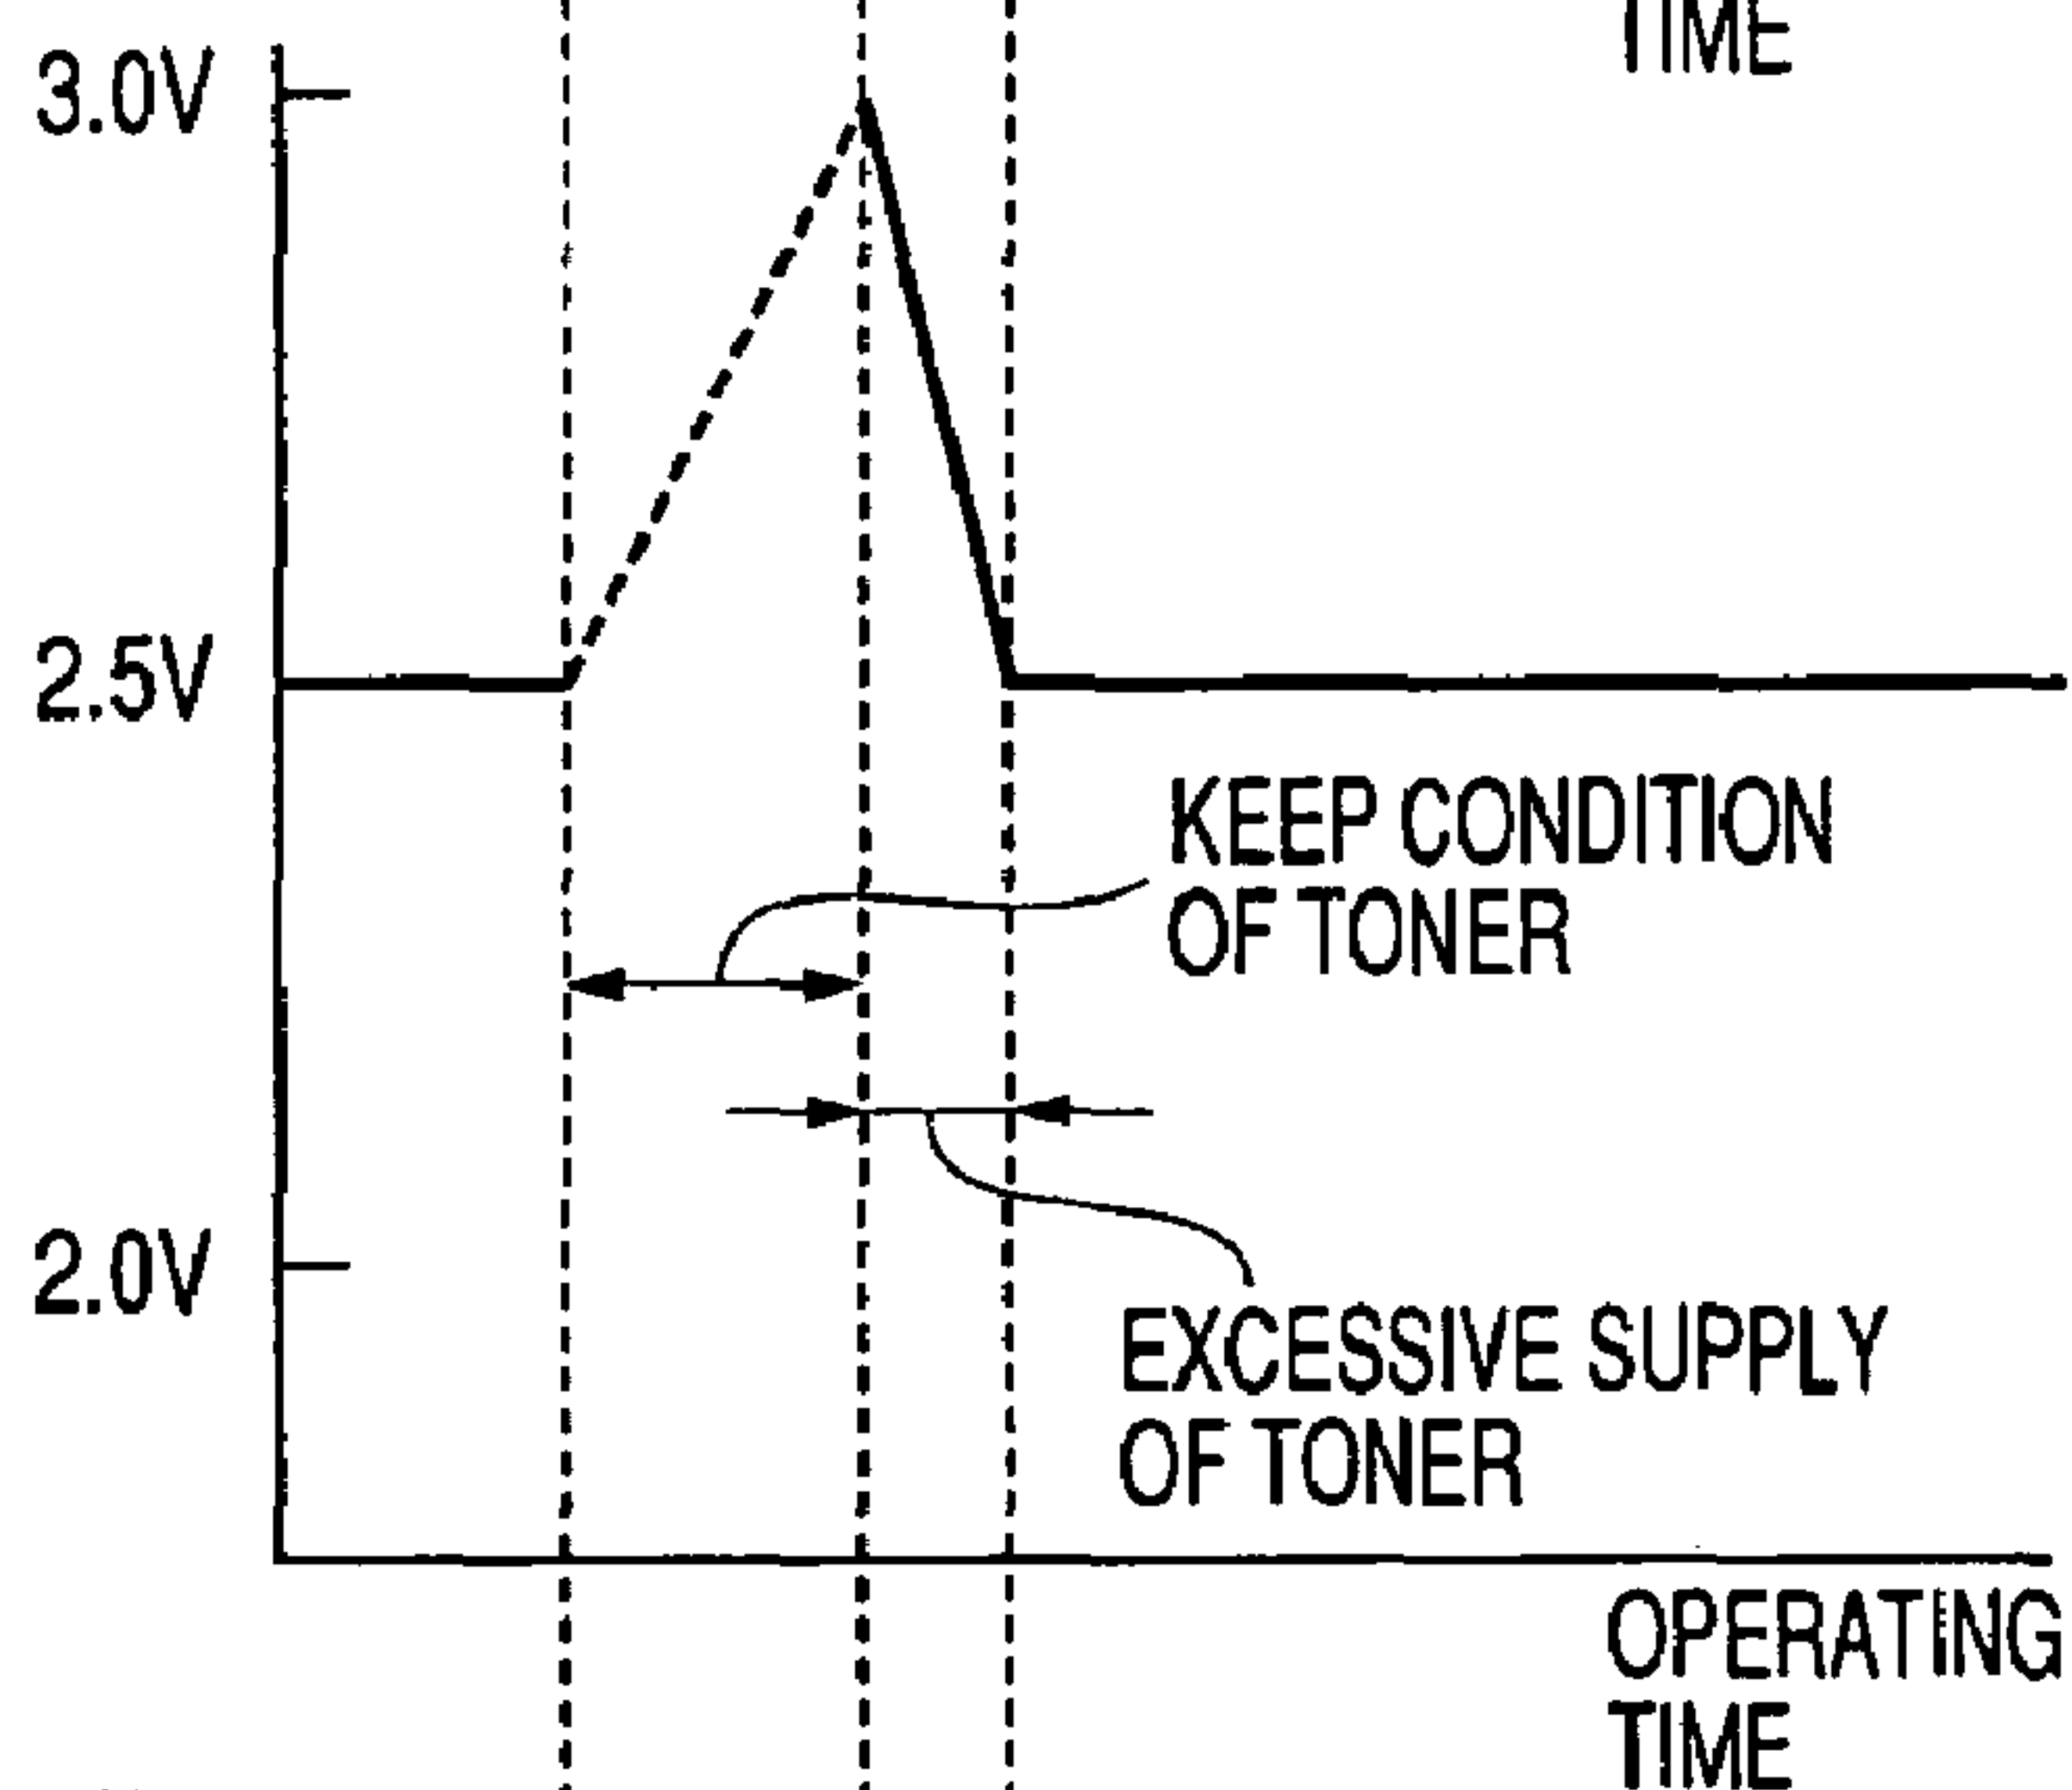 TIME
3.0V
2.5V
KEEP CONDITION
OF TONER
2.0V
EXCESSIVE SUPPLY
OF TONER
OPERATING
TIME